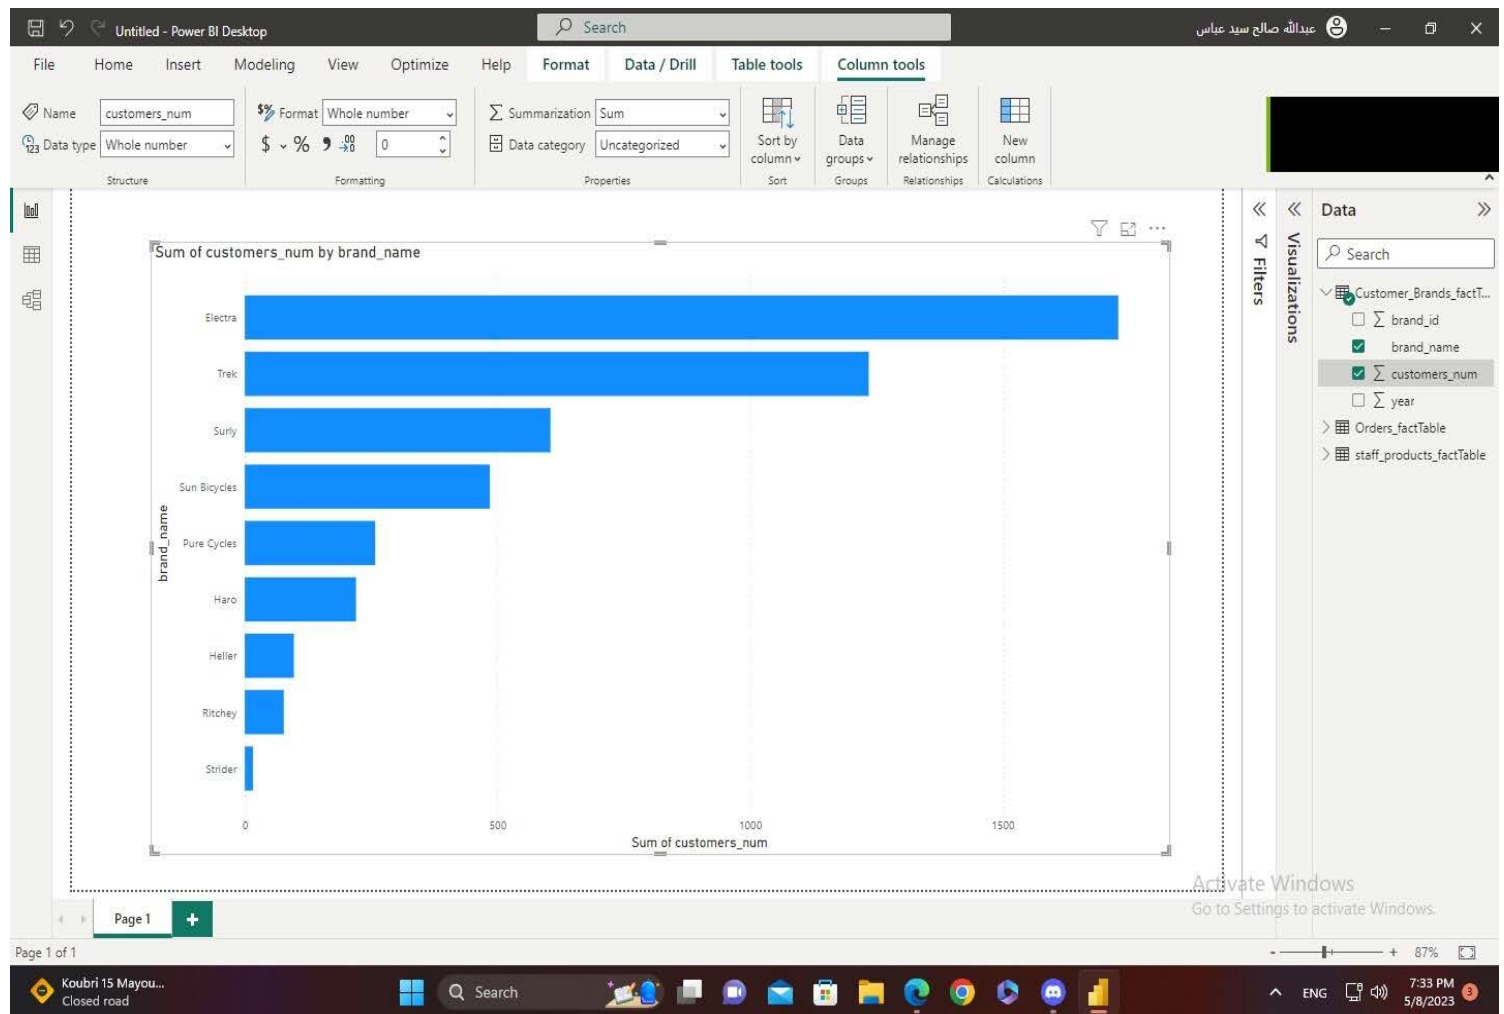 Untitled - Power BI Desktop
Search
عبدالله صالح سيد عباس
File Home Insert Modeling View Optimize Help Format Data / Drill Table tools Column tools
Name customers_num
Data type Whole number
Structure
Format Whole number
$ % 0
Formatting
Summarization Sum
Data category Uncategorized
Properties
Sort by column
Sort
Data groups
Groups
Manage relationships
Relationships
New column
Calculations
Sum of customers_num by brand_name
brand_name
Electra
Trek
Surly
Sun Bicycles
Pure Cycles
Haro
Heller
Ritchey
Strider
0 500 1000 1500
Sum of customers_num
Filters
Visualizations
Data
Search
Customer_Brands_factT...
brand_id
brand_name
customers_num
year
Orders_factTable
staff_products_factTable
Activate Windows
Go to Settings to activate Windows.
Page 1
Page 1 of 1
- + 87%
Koubri 15 Mayou...
Closed road
Search
ENG
7:33 PM
5/8/2023
3